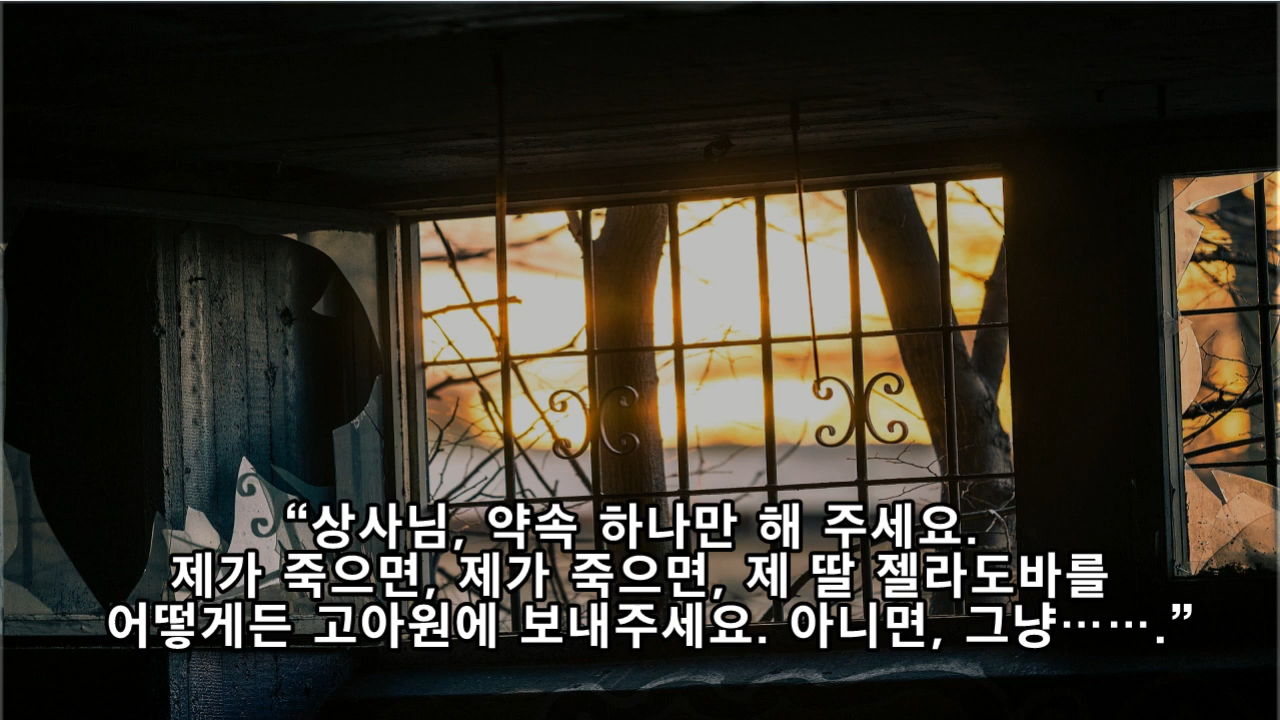 “상사님, 약속 하나만 해 주세요.
제가 죽으면, 제가 죽으면, 제 딸 젤라도바를
어떻게든 고아원에 보내주세요. 아니면, 그냥…….”